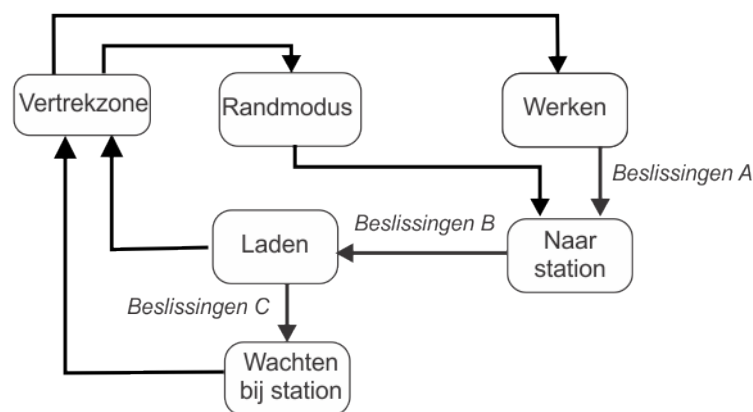 Vertrekzone
Randmodus
Werken
Beslissingen A
Beslissingen B
Laden
Naar
station
Beslissingen C
Wachten
bij station